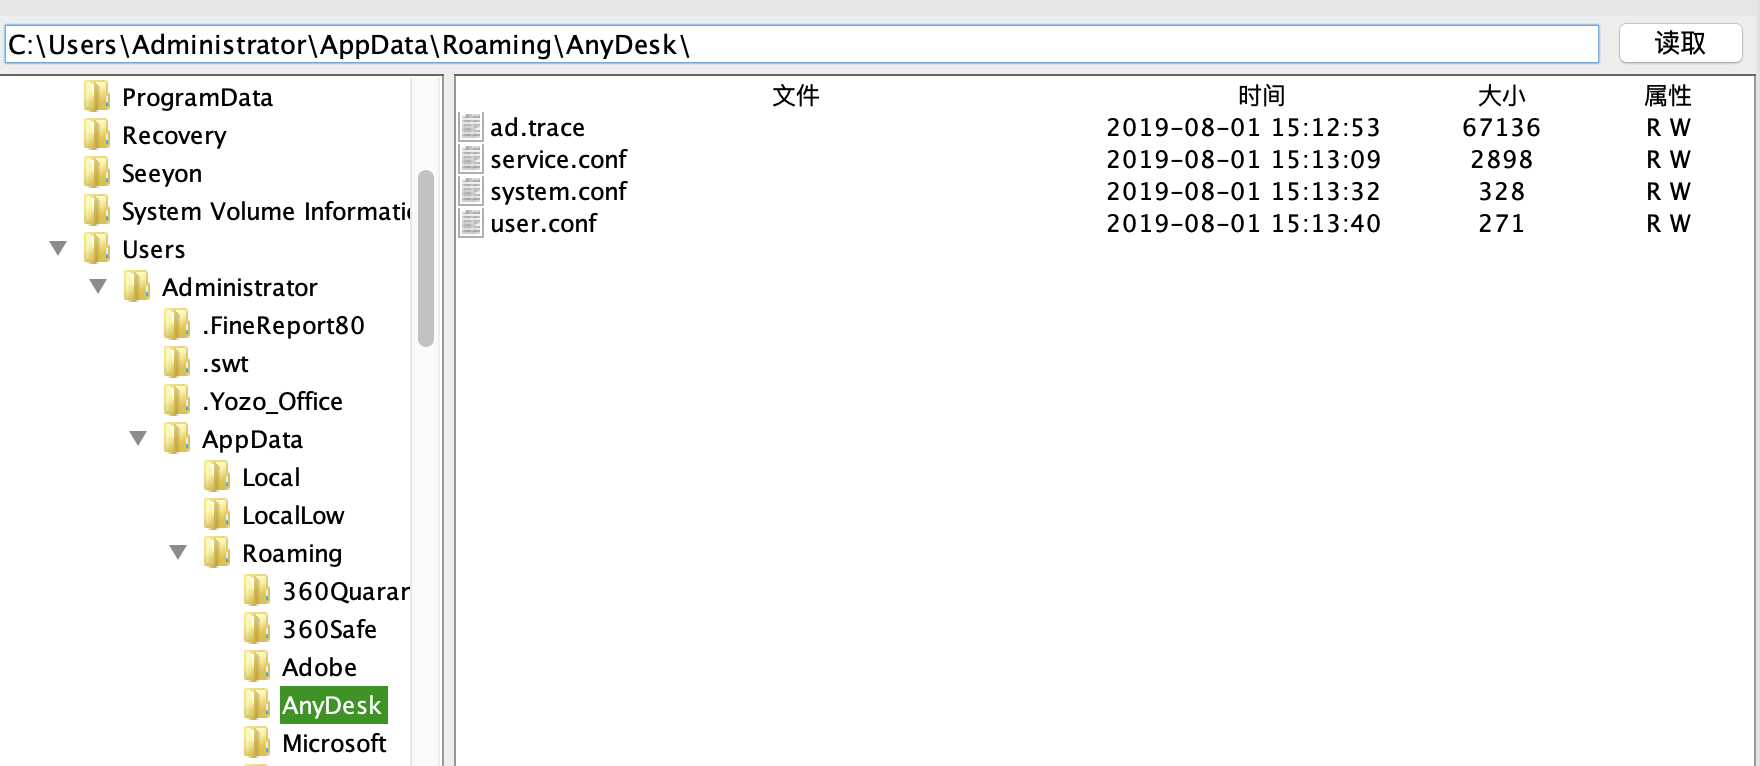 C:\Users\Administrator\AppData\Roaming\AnyDesk\ 读取
ProgramData
Recovery
Seeyon
System Volume Informatic
Users
Administrator
.FineReport80
.swt
.Yozo_Office
AppData
Local
LocalLow
Roaming
360Quarar
360Safe
Adobe
AnyDesk
Microsoft
文件 时间 大小 属性
ad.trace 2019-08-01 15:12:53 67136 R W
service.conf 2019-08-01 15:13:09 2898 R W
system.conf 2019-08-01 15:13:32 328 R W
user.conf 2019-08-01 15:13:40 271 R W